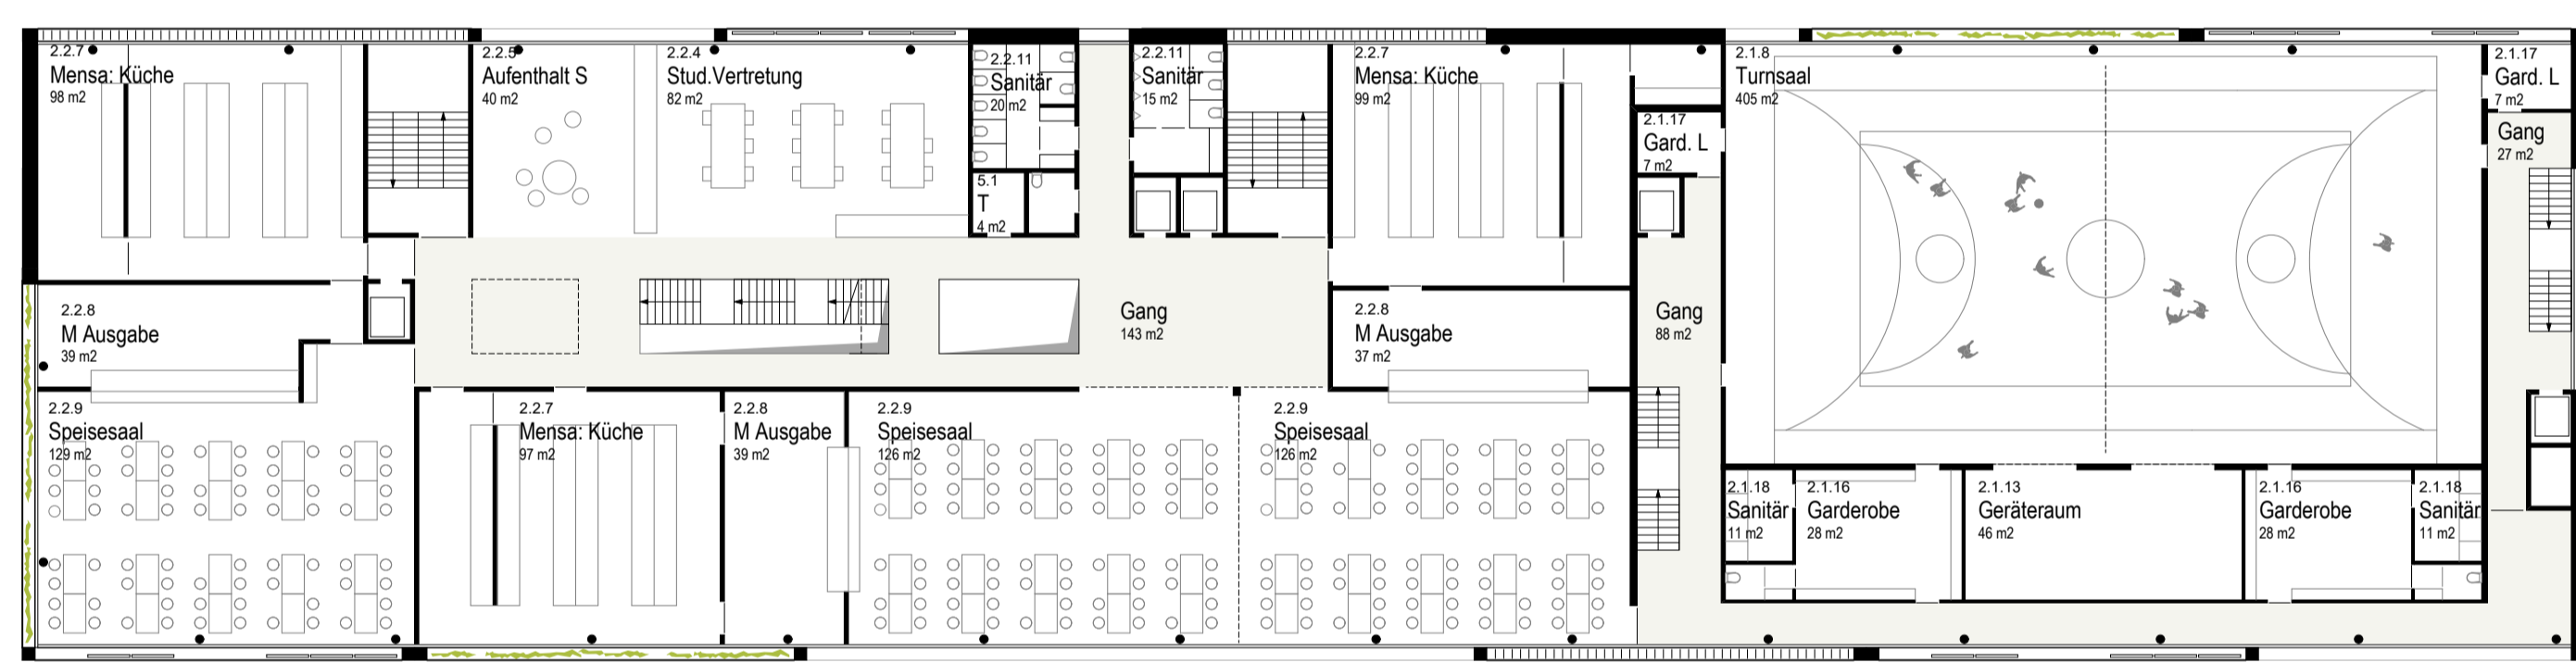 2.2.7
Mensa: Küche
98 m2
2.2.5
Aufenthalt S
40 m2
2.2.4
Stud.Vertretung
82 m2
2.2.11
Sanitär
20 m2
5.1
T
4 m2
2.2.11
Sanitär
15 m2
2.2.7
Mensa: Küche
99 m2
2.1.17
Gard. L
7 m2
2.1.8
Turnsaal
405 m2
2.1.17
Gard. L
7 m2
Gang
27 m2
2.2.8
M Ausgabe
39 m2
Gang
143 m2
2.2.8
M Ausgabe
37 m2
Gang
88 m2
2.2.9
Speisesaal
129 m2
2.2.7
Mensa: Küche
97 m2
2.2.8
M Ausgabe
39 m2
2.2.9
Speisesaal
126 m2
2.2.9
Speisesaal
126 m2
2.1.18
Sanitär
11 m2
2.1.16
Garderobe
28 m2
2.1.13
Geräteraum
46 m2
2.1.16
Garderobe
28 m2
2.1.18
Sanitär
11 m2